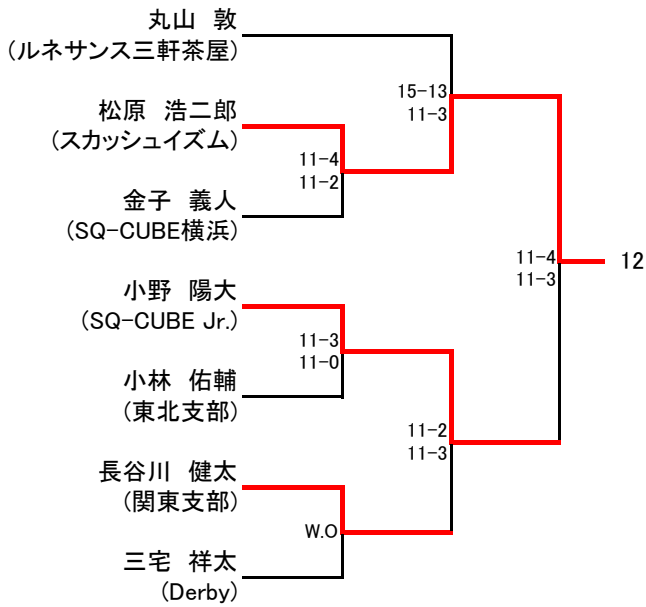 丸山 敦
(ルネサンス三軒茶屋)
15-13
11-3
松原 浩二郎
(スカッシュイズム)
11-4
11-2
金子 義人
(SQ-CUBE横浜)
11-4
11-3
12
小野 陽大
(SQ-CUBE Jr.)
11-3
11-0
小林 佑輔
(東北支部)
11-2
11-3
長谷川 健太
(関東支部)
W.O
三宅 祥太
(Derby)